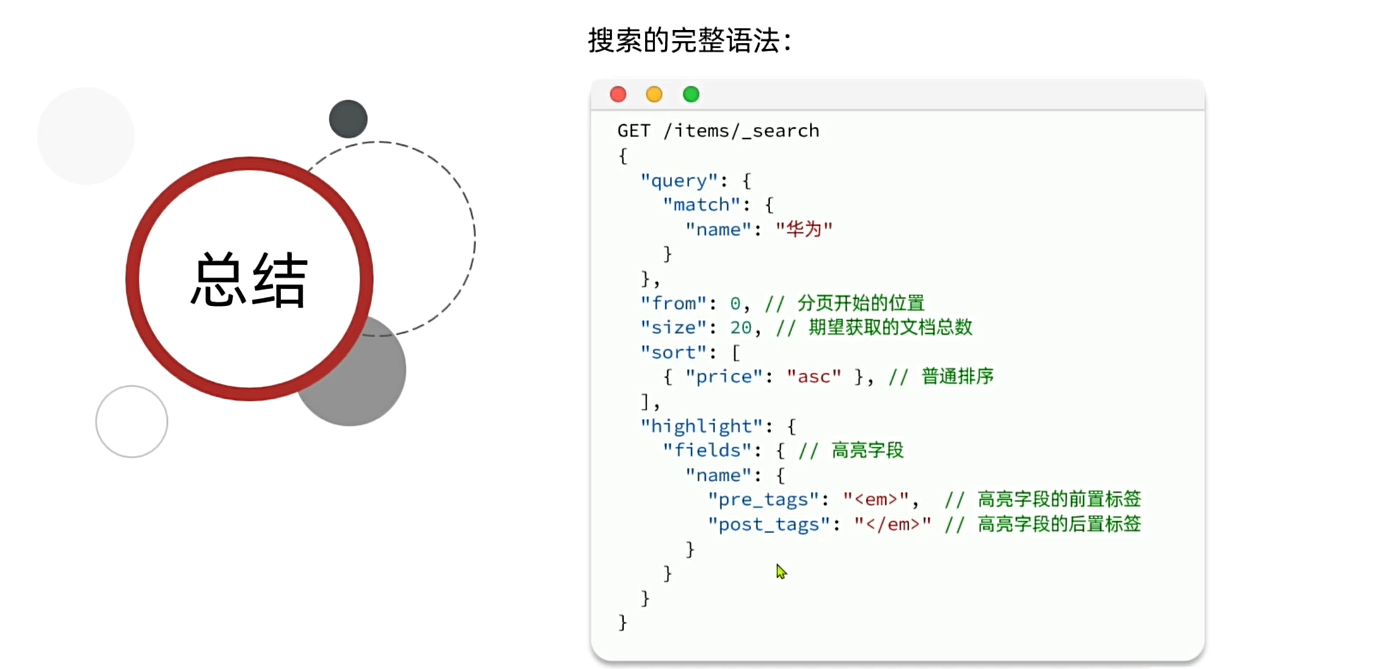 总结
搜索的完整语法：
GET /items/_search
{
  "query": {
    "match": {
      "name": "华为"
    }
  },
  "from": 0, // 分页开始的位置
  "size": 20, // 期望获取的文档总数
  "sort": [
    { "price": "asc" }, // 普通排序
  ],
  "highlight": {
    "fields": { // 高亮字段
      "name": {
        "pre_tags": "<em>",  // 高亮字段的前置标签
        "post_tags": "</em>" // 高亮字段的后置标签
      }
    }
  }
}